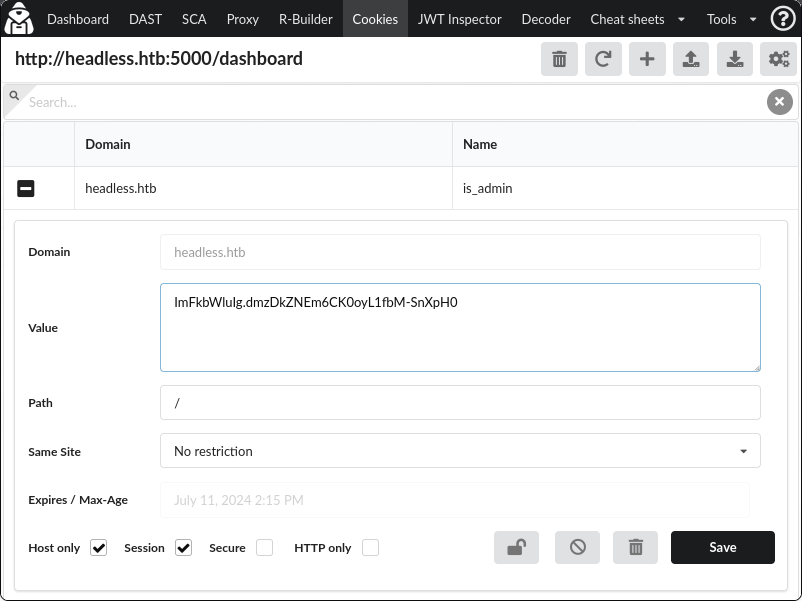 Dashboard DAST SCA Proxy R-Builder Cookies JWT Inspector Decoder Cheat sheets Tools ?
http://headless.htb:5000/dashboard
Search...
Domain Name
headless.htb is_admin
Domain headless.htb
Value ImFkbWluIg.dmzDkZNEm6CK0oyL1fbM-SnXpH0
Path /
Same Site No restriction
Expires / Max-Age July 11, 2024 2:15 PM
Host only Session Secure HTTP only Save